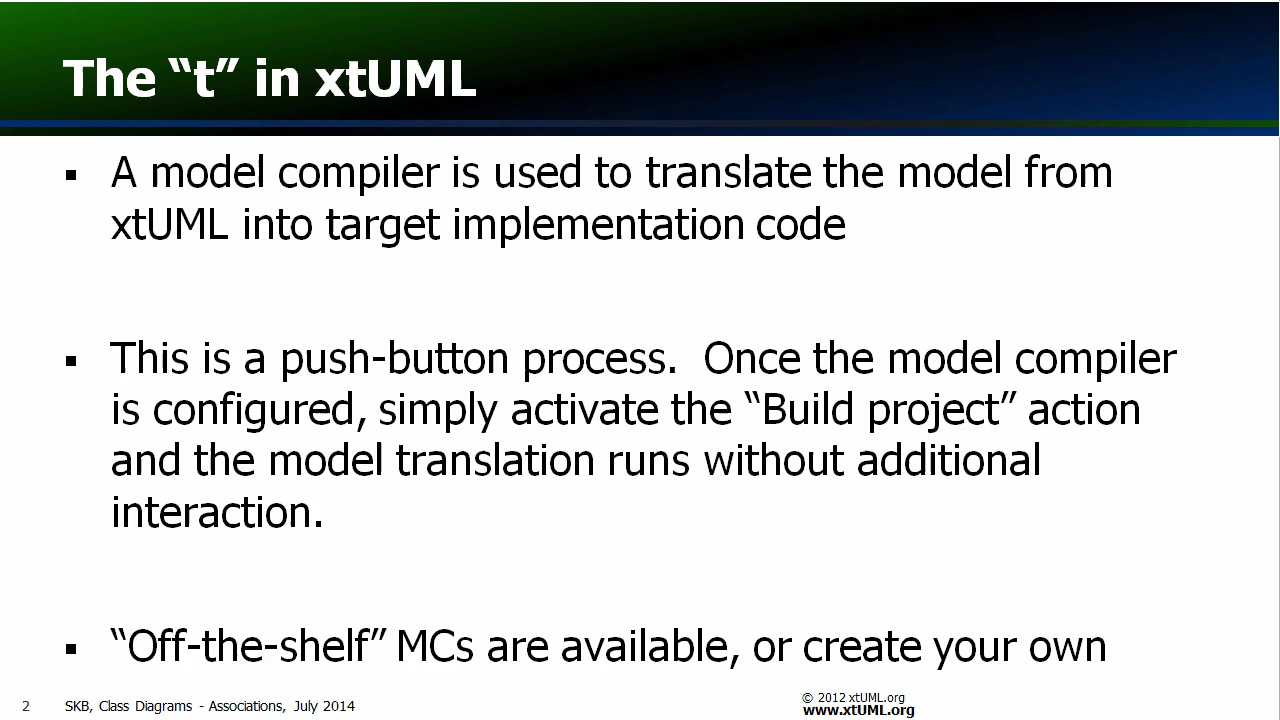 The “t” in xtUML
▪ A model compiler is used to translate the model from
xtUML into target implementation code
▪ This is a push-button process.  Once the model compiler
is configured, simply activate the “Build project” action
and the model translation runs without additional
interaction.
▪ “Off-the-shelf” MCs are available, or create your own
2 SKB, Class Diagrams - Associations, July 2014
© 2012 xtUML.org
www.xtUML.org